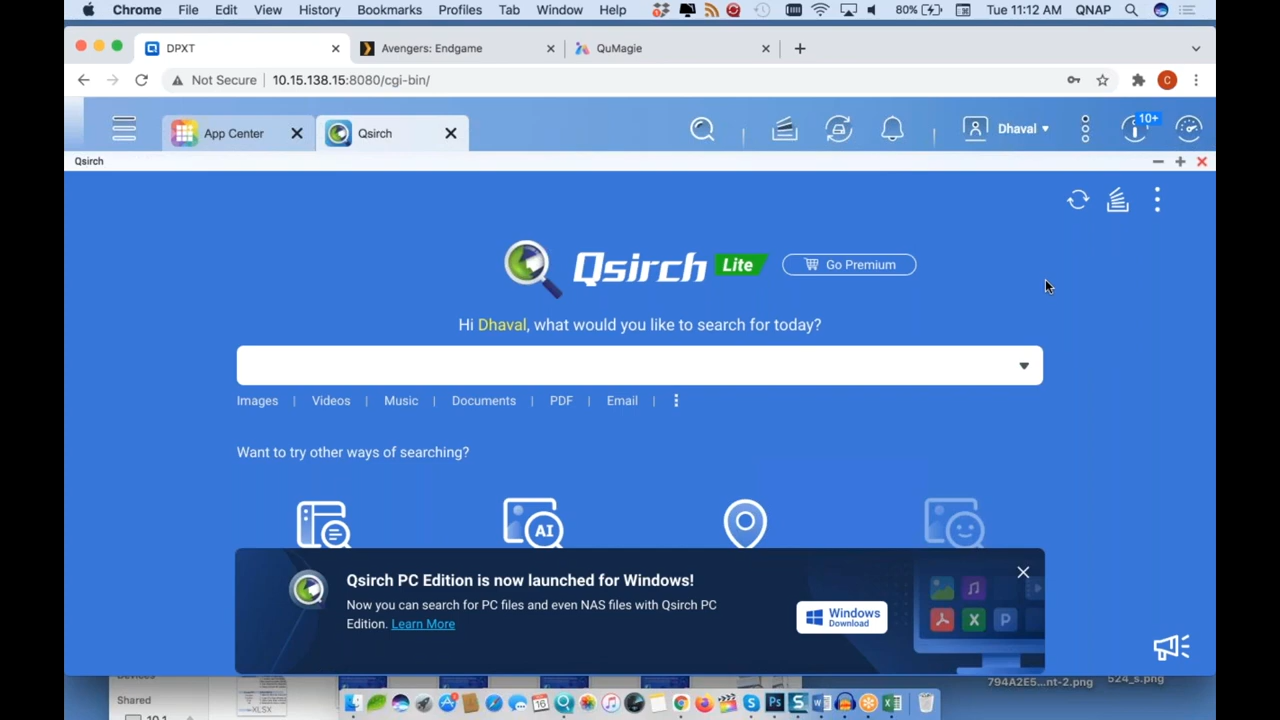 Chrome File Edit View History Bookmarks Profiles Tab Window Help 80% Tue 11:12 AM QNAP
DPXT Avengers: Endgame QuMagie
Not Secure 10.15.138.15:8080/cgi-bin/ C
App Center Qsirch Dhaval 10+
Qsirch
Qsirch Lite Go Premium
Hi Dhaval, what would you like to search for today?
Images | Videos | Music | Documents | PDF | Email |
Want to try other ways of searching?
AI
Qsirch PC Edition is now launched for Windows!
Now you can search for PC files and even NAS files with Qsirch PC
Edition. Learn More
Windows
Download
Devices
Shared
XLSX
794A2E5...nt-2.png
524_s.png
16